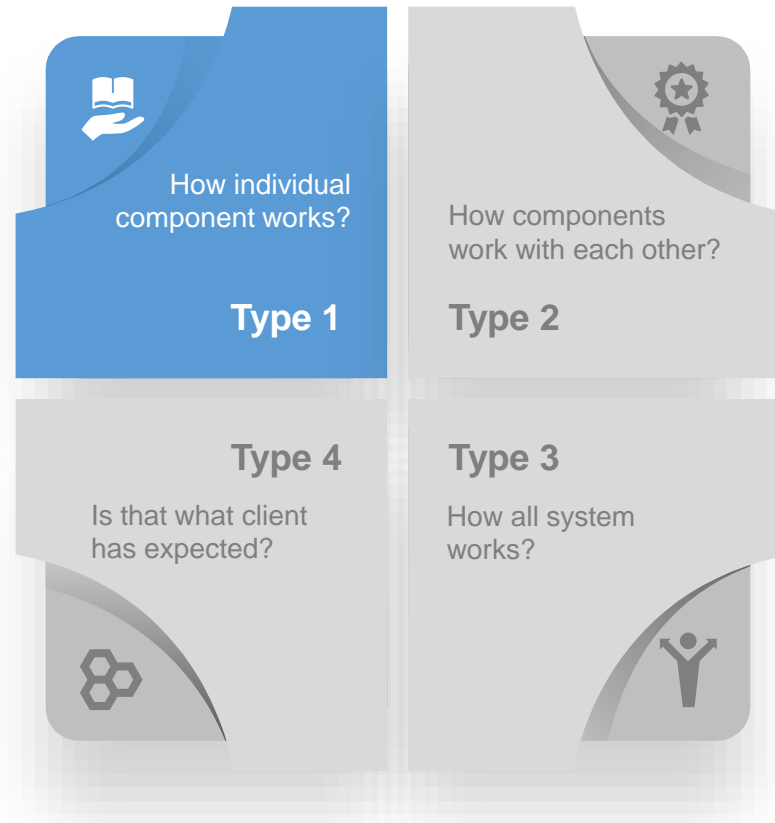 How individual
component works?
Type 1
How components
work with each other?
Type 2
Type 4
Is that what client
has expected?
Type 3
How all system
works?